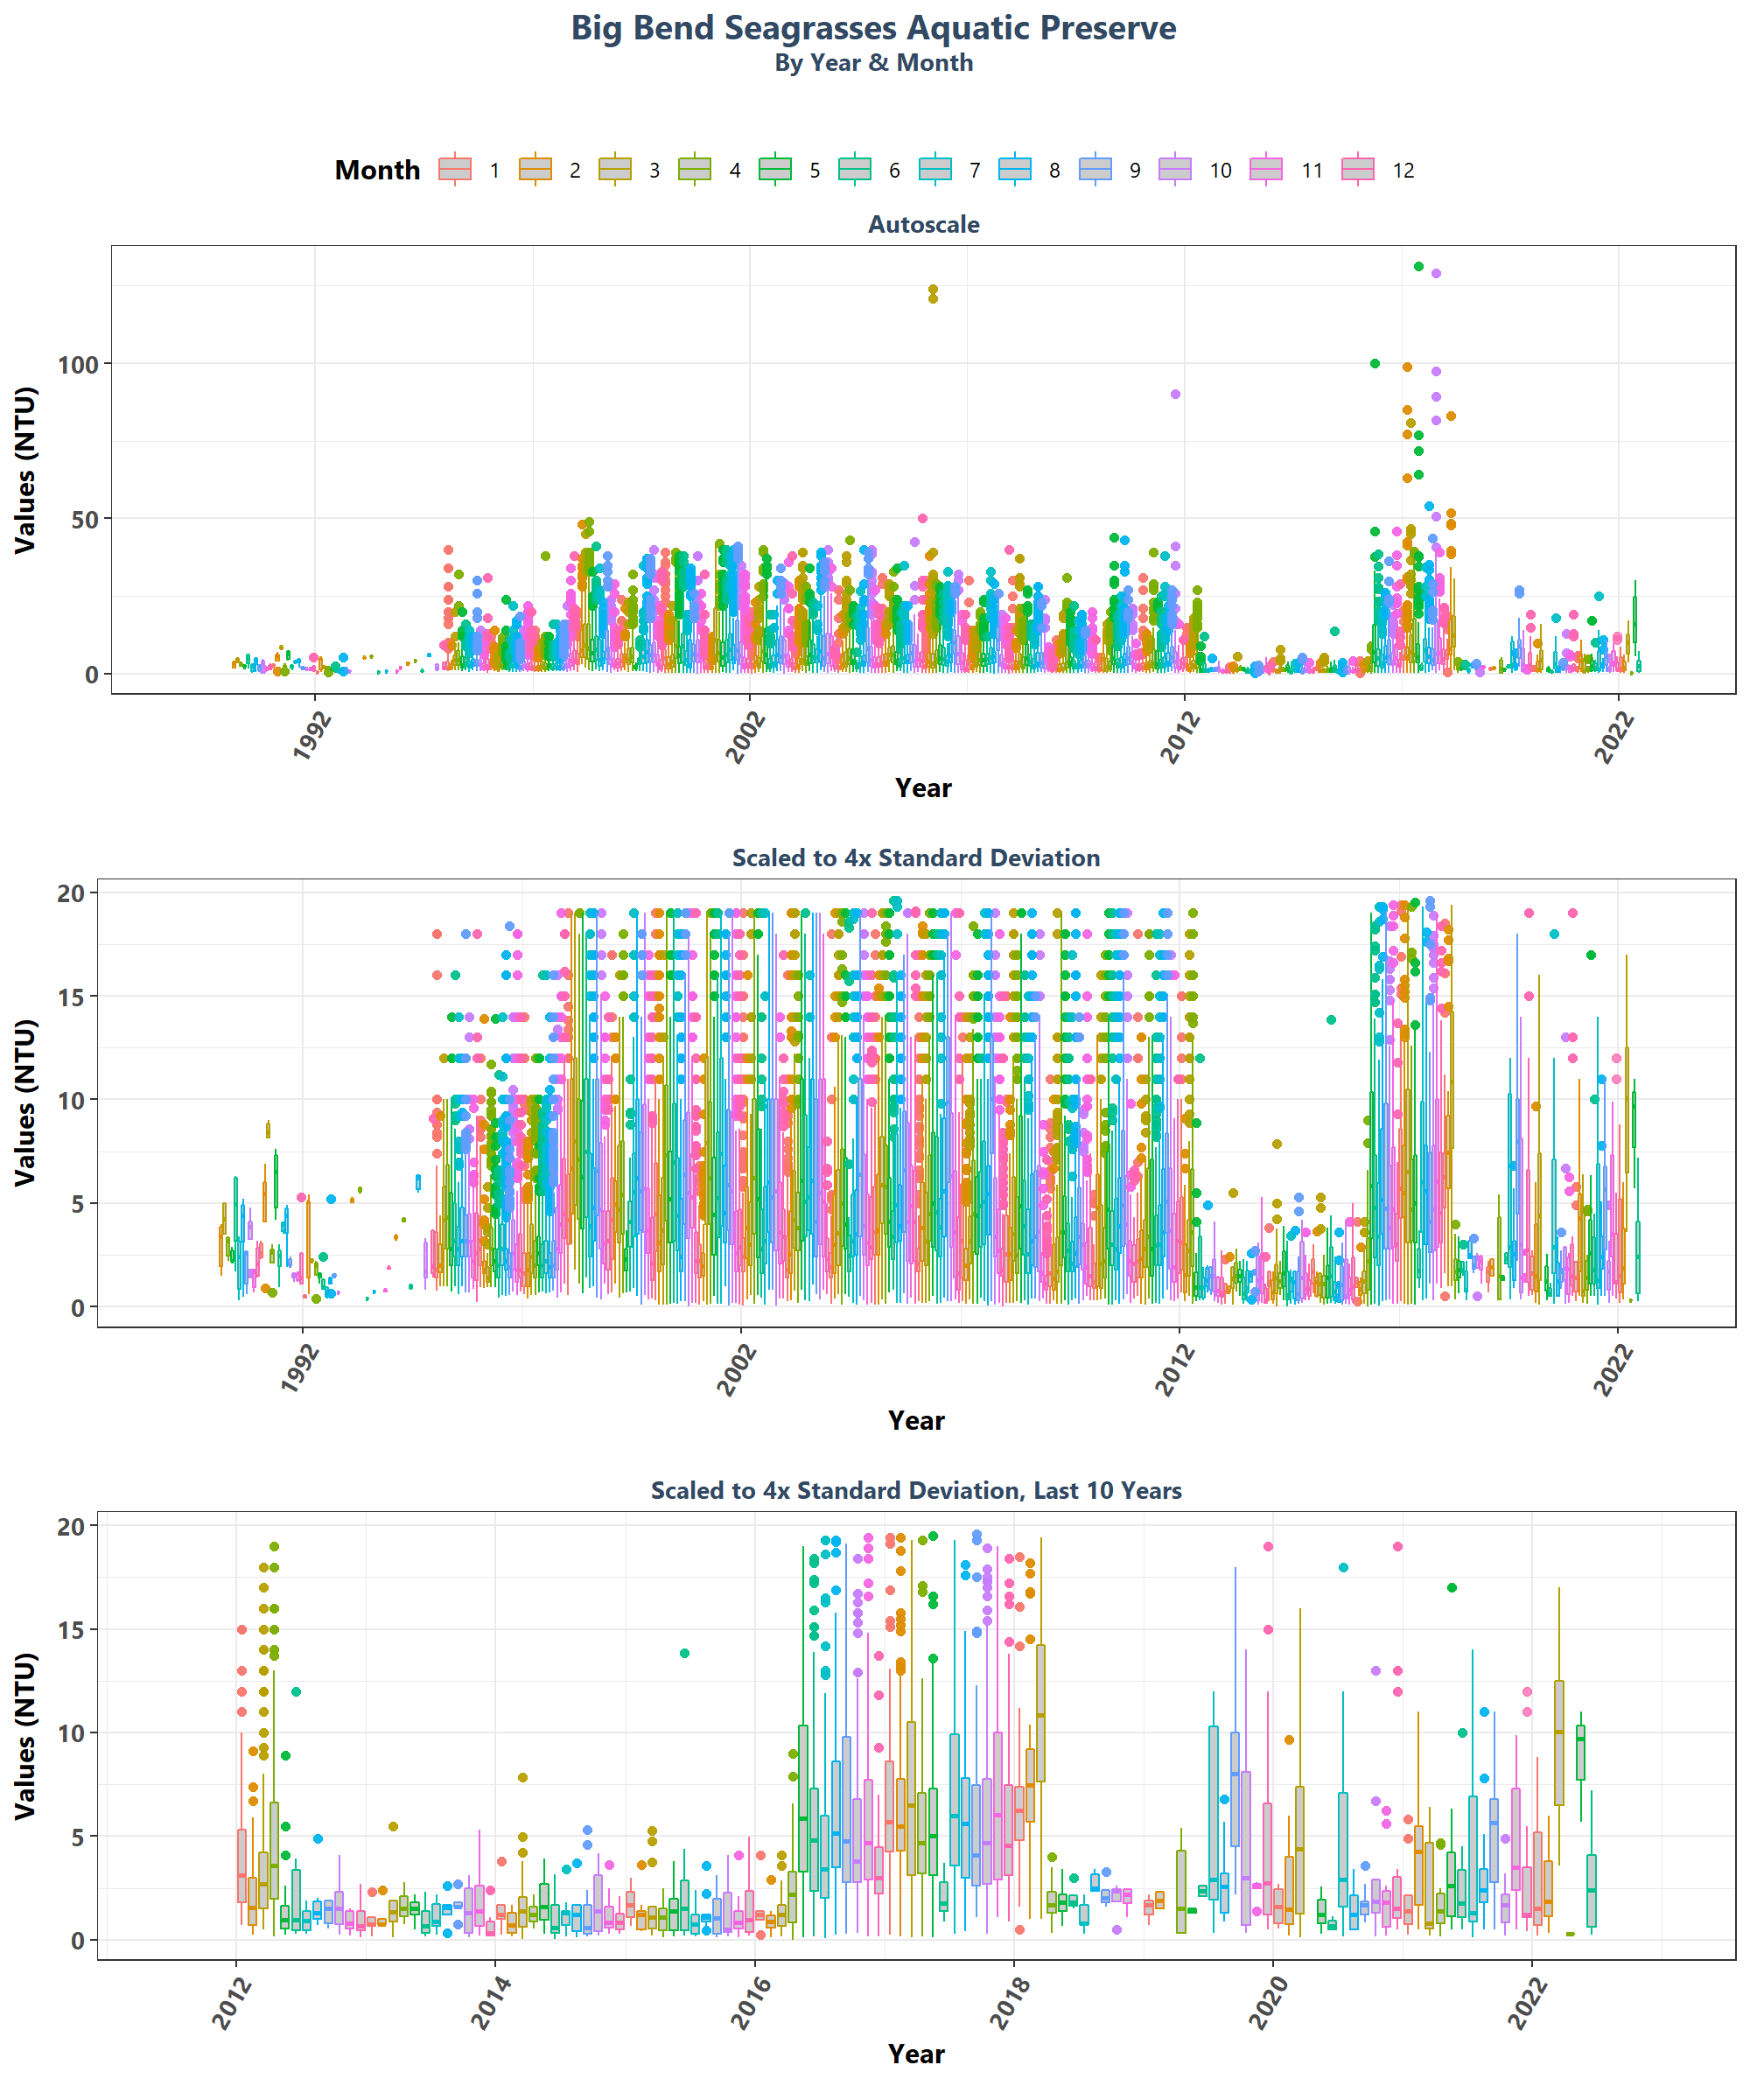 Big Bend Seagrasses Aquatic Preserve
By Year & Month
Month 1 2 3 4 5 6 7 8 9 10 11 12
Autoscale
Values (NTU)
100
50
0
1992 2002 2012 2022
Year
Scaled to 4x Standard Deviation
Values (NTU)
20
15
10
5
0
1992 2002 2012 2022
Year
Scaled to 4x Standard Deviation, Last 10 Years
Values (NTU)
20
15
10
5
0
2012 2014 2016 2018 2020 2022
Year